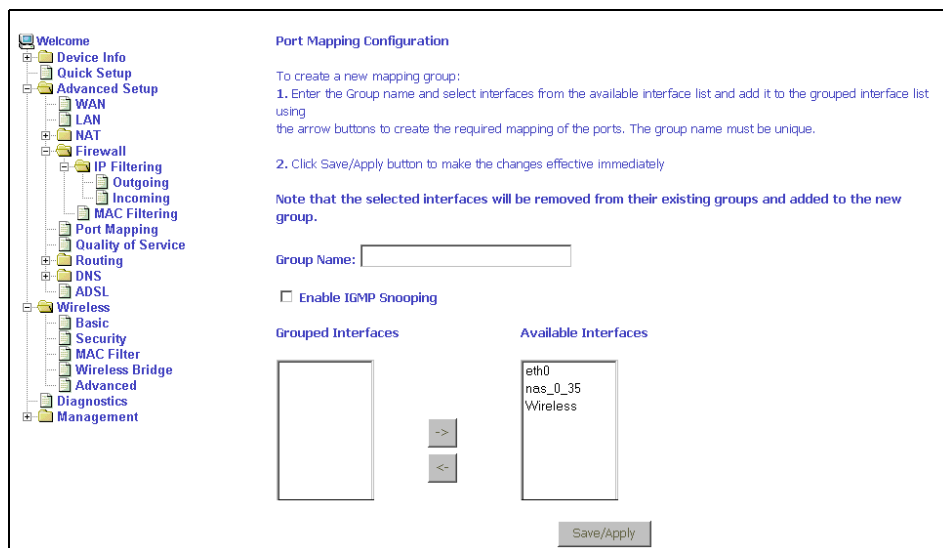 Welcome
Device Info
Quick Setup
Advanced Setup
WAN
LAN
NAT
Firewall
IP Filtering
Outgoing
Incoming
MAC Filtering
Port Mapping
Quality of Service
Routing
DNS
ADSL
Wireless
Basic
Security
MAC Filter
Wireless Bridge
Advanced
Diagnostics
Management
Port Mapping Configuration
To create a new mapping group:
1. Enter the Group name and select interfaces from the available interface list and add it to the grouped interface list
using
the arrow buttons to create the required mapping of the ports. The group name must be unique.
2. Click Save/Apply button to make the changes effective immediately
Note that the selected interfaces will be removed from their existing groups and added to the new
group.
Group Name:
Enable IGMP Snooping
Grouped Interfaces
Available Interfaces
eth0
nas_0_35
Wireless
->
<-
Save/Apply